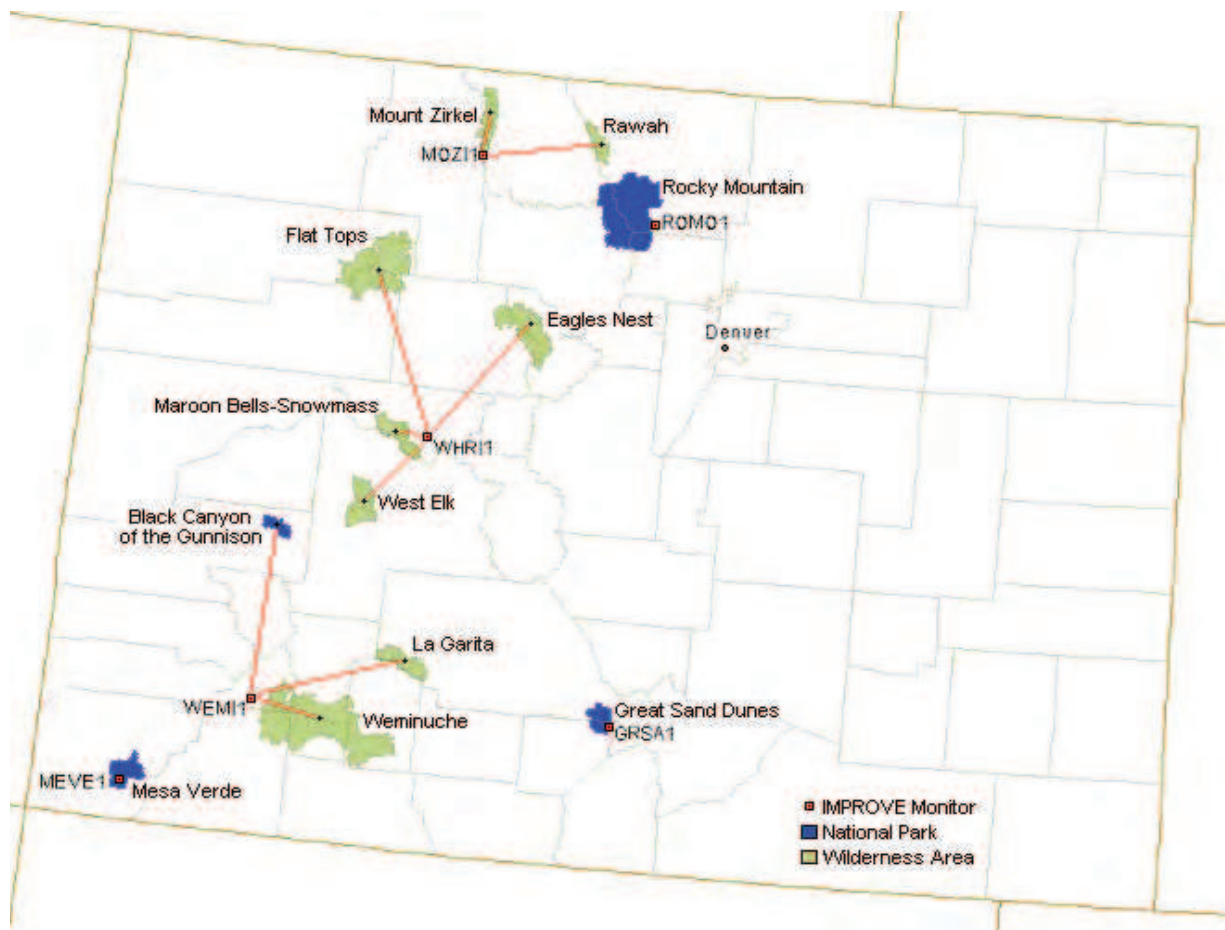 Mount Zirkel
Rawah
MOZI1
Rocky Mountain
ROMO1
Flat Tops
Eagles Nest
Denver
Maroon Bells-Snowmass
WHRI1
West Elk
Black Canyon
of the Gunnison
La Garita
WEMI1
Weminuche
Great Sand Dunes
GRSA1
MEVE1
Mesa Verde
IMPROVE Monitor
National Park
Wilderness Area